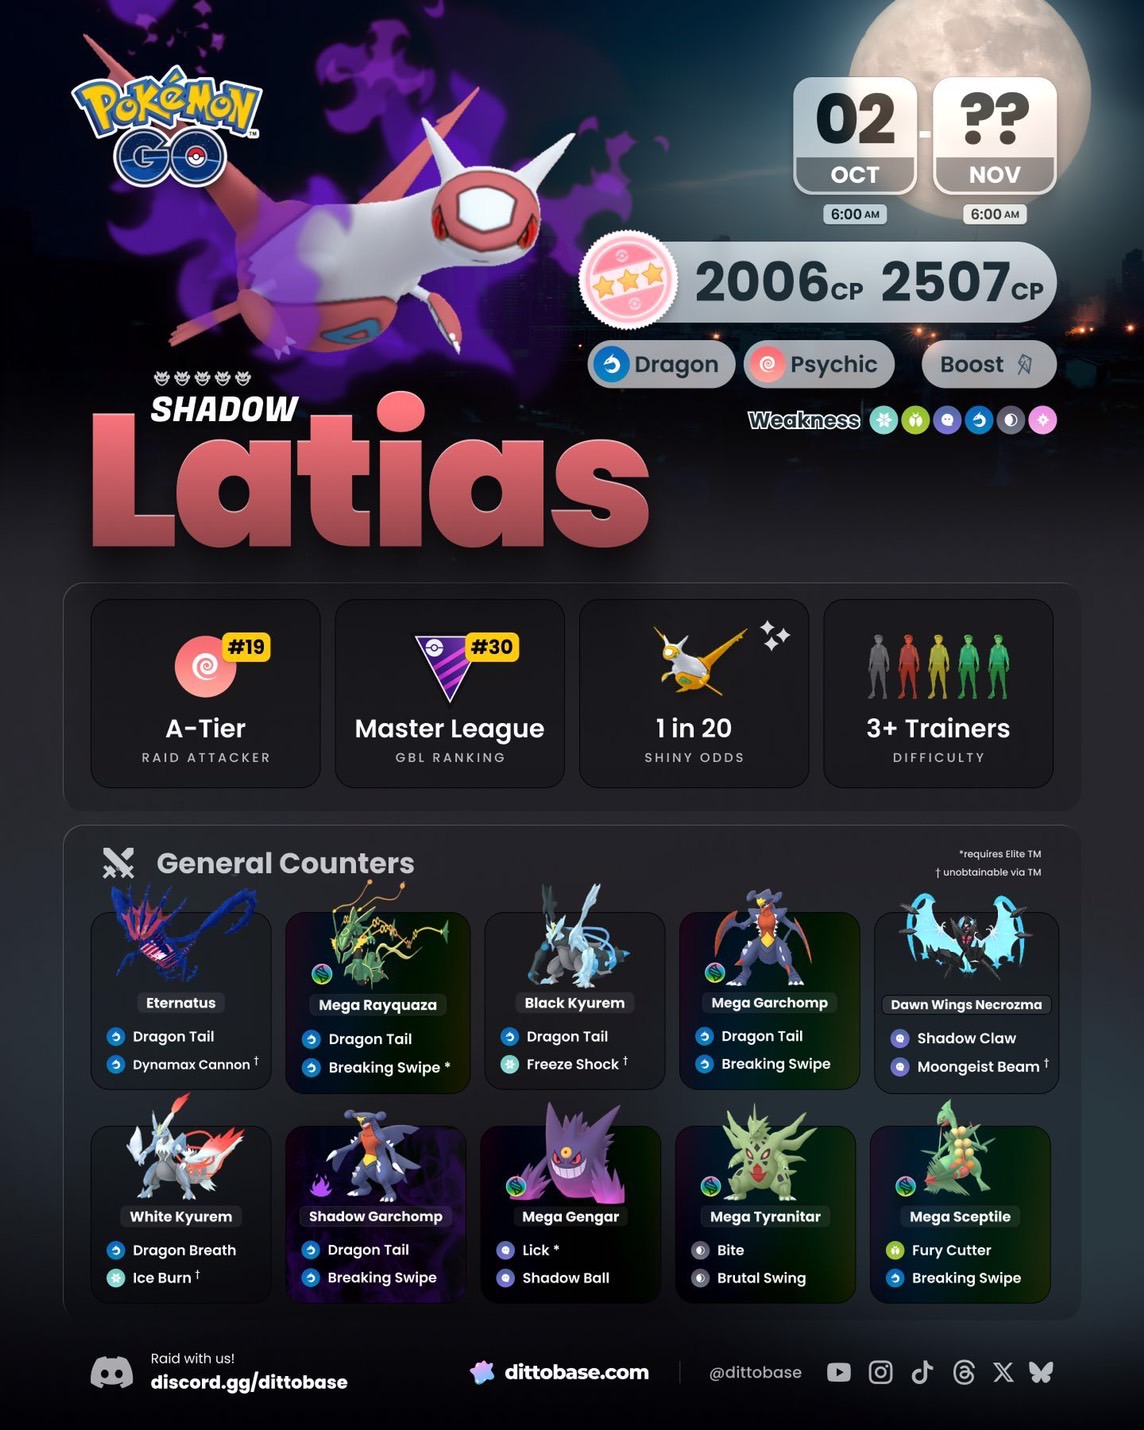 POKéMON
GO
TM
02 - ??
OCT NOV
6:00 AM 6:00 AM
2006CP 2507CP
Dragon Psychic Boost
Weakness
SHADOW
Latias
#19 #30
A-Tier Master League 1 in 20 3+ Trainers
RAID ATTACKER GBL RANKING SHINY ODDS DIFFICULTY
General Counters
*requires Elite TM
† unobtainable via TM
Eternatus
Dragon Tail
Dynamax Cannon †
Mega Rayquaza
Dragon Tail
Breaking Swipe *
Black Kyurem
Dragon Tail
Freeze Shock †
Mega Garchomp
Dragon Tail
Breaking Swipe
Dawn Wings Necrozma
Shadow Claw
Moongeist Beam †
White Kyurem
Dragon Breath
Ice Burn †
Shadow Garchomp
Dragon Tail
Breaking Swipe
Mega Gengar
Lick *
Shadow Ball
Mega Tyranitar
Bite
Brutal Swing
Mega Sceptile
Fury Cutter
Breaking Swipe
Raid with us!
discord.gg/dittobase
dittobase.com
@dittobase